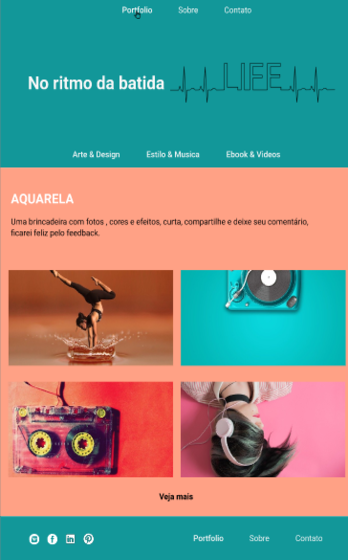 Portfolio Sobre Contato
No ritmo da batida LIFE
Arte & Design Estilo & Musica Ebook & Videos
AQUARELA
Uma brincadeira com fotos , cores e efeitos, curta, compartilhe e deixe seu comentário,
ficarei feliz pelo feedback.
Veja mais
Portfolio Sobre Contato